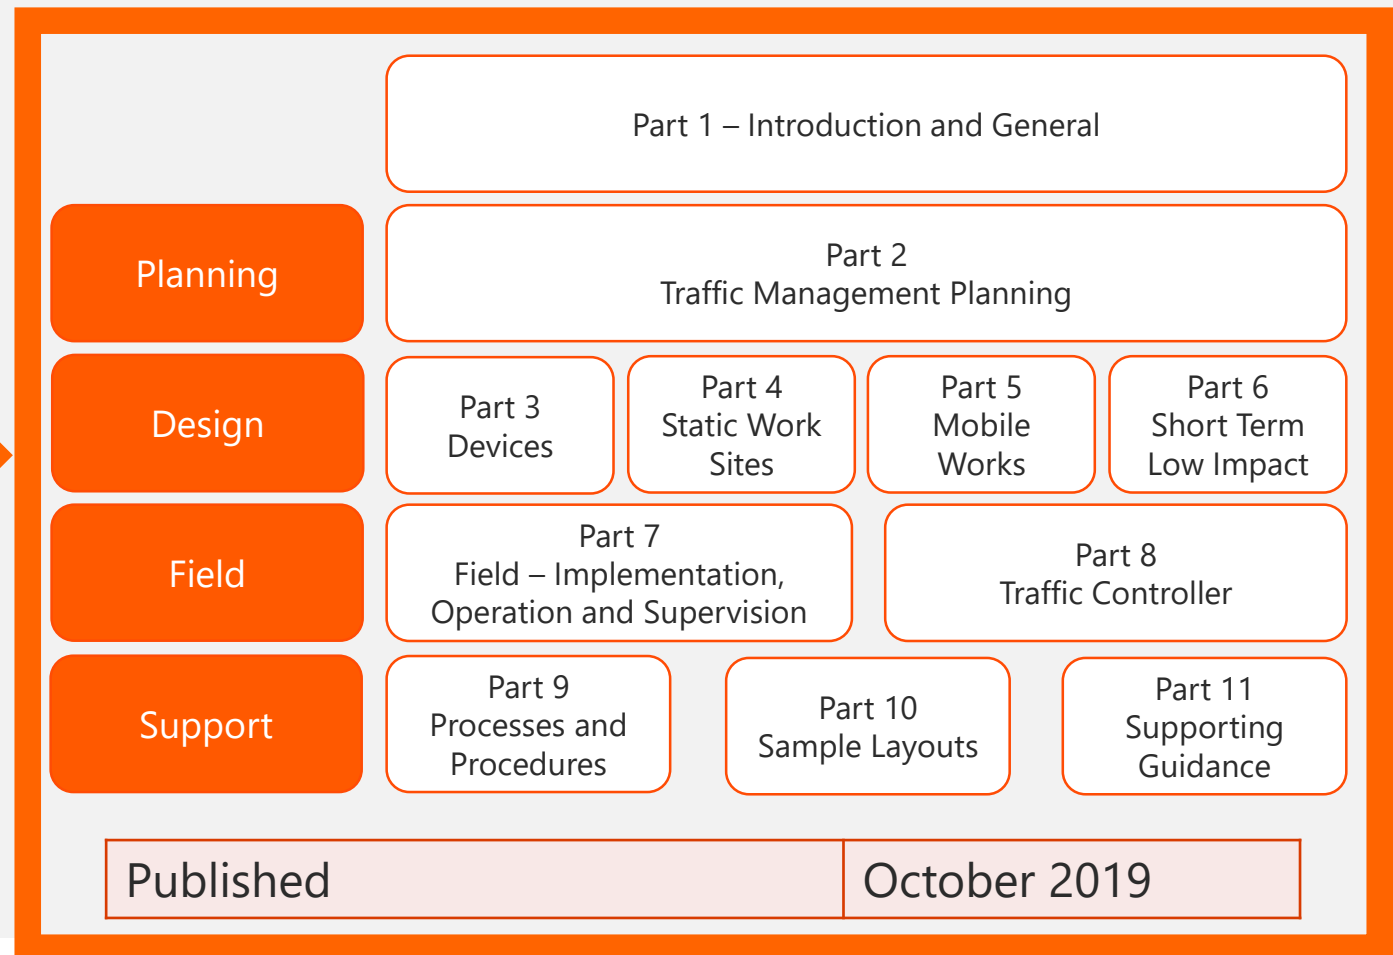 Part 1 – Introduction and General
Planning
Part 2
Traffic Management Planning
Design
Part 3
Devices
Part 4
Static Work
Sites
Part 5
Mobile
Works
Part 6
Short Term
Low Impact
Field
Part 7
Field – Implementation,
Operation and Supervision
Part 8
Traffic Controller
Support
Part 9
Processes and
Procedures
Part 10
Sample Layouts
Part 11
Supporting
Guidance
Published
October 2019